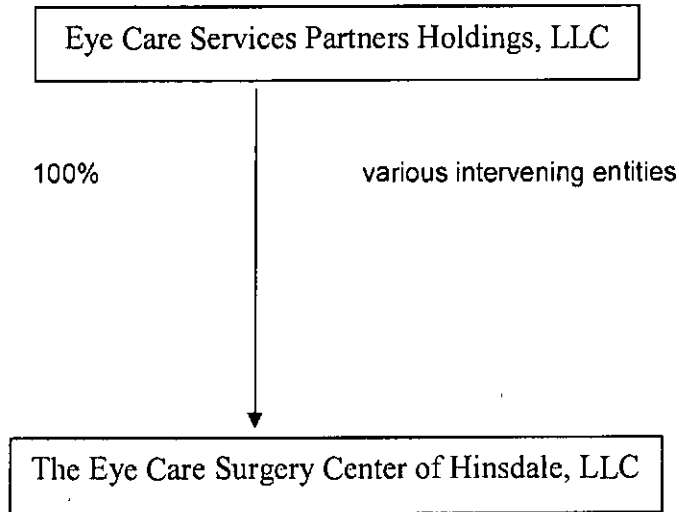 Eye Care Services Partners Holdings, LLC
100% various intervening entities
The Eye Care Surgery Center of Hinsdale, LLC